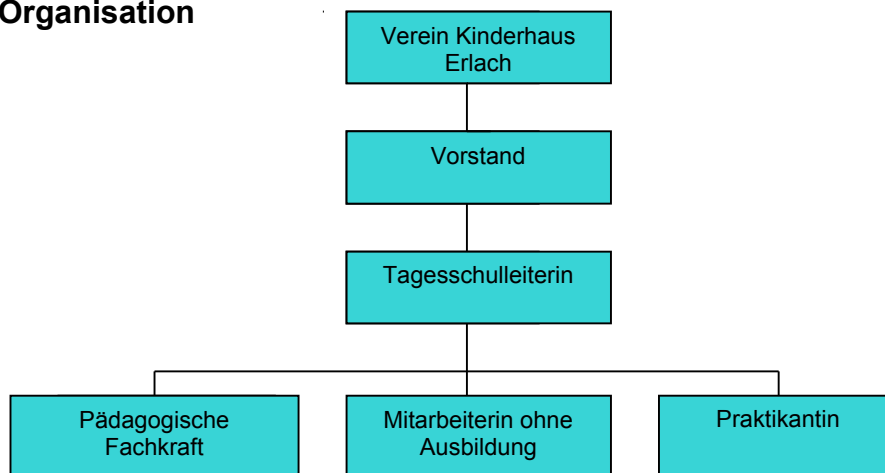 Organisation
Verein Kinderhaus
Erlach
Vorstand
Tagesschulleiterin
Pädagogische
Fachkraft
Mitarbeiterin ohne
Ausbildung
Praktikantin